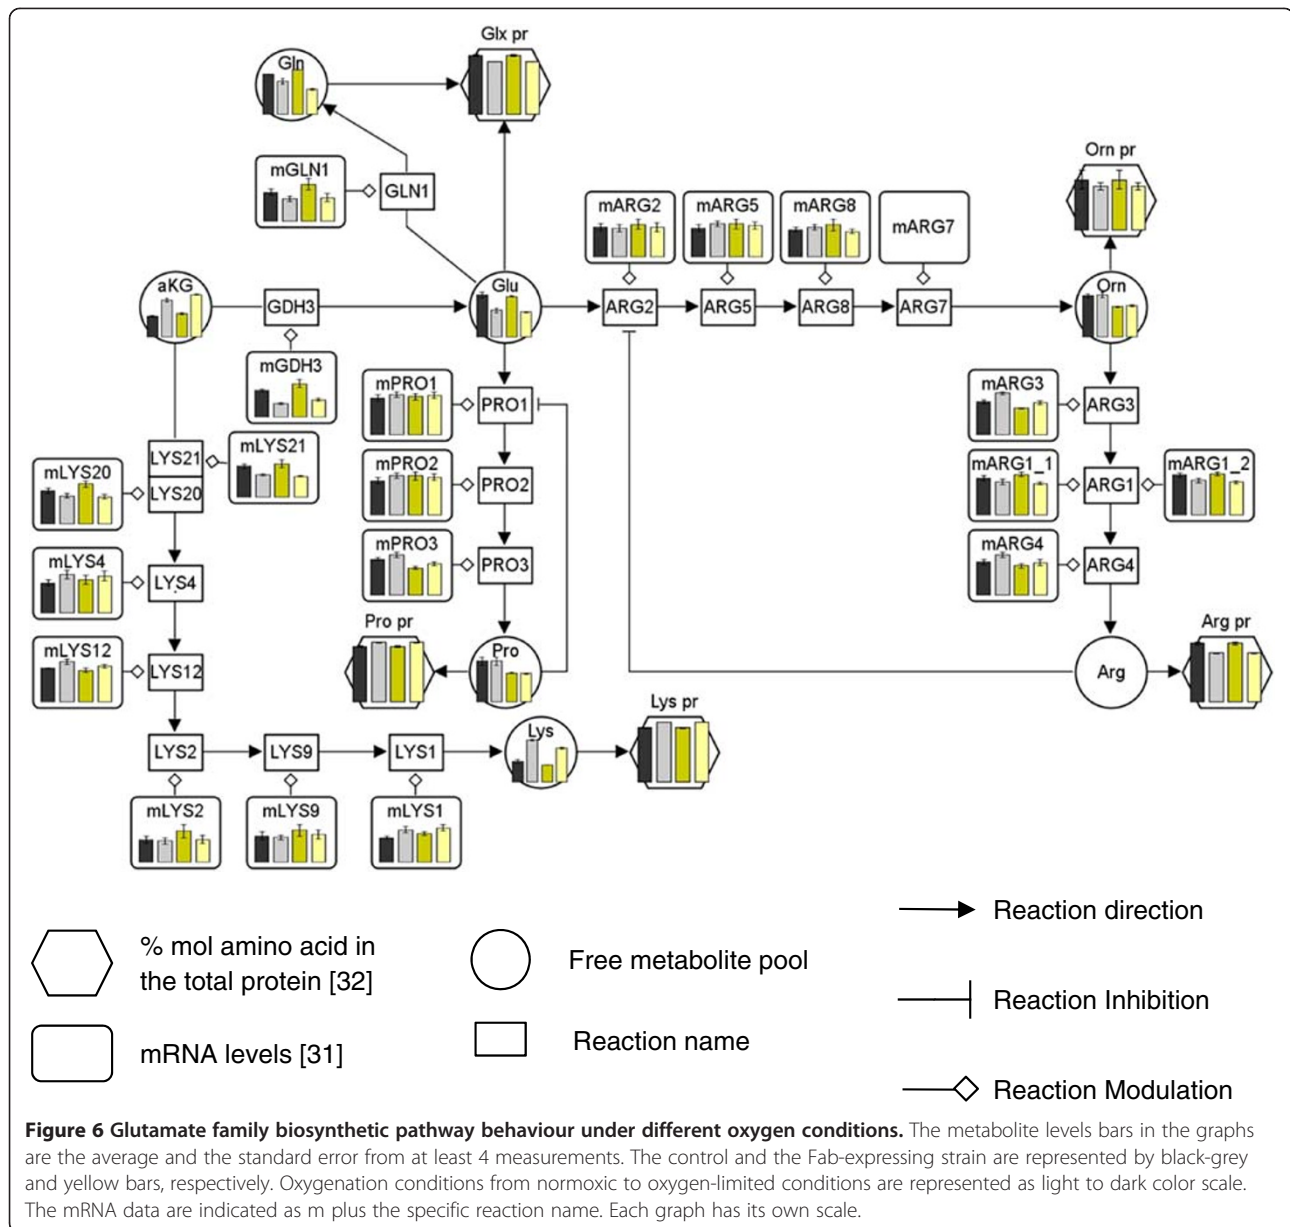 Glx pr
Gln
mGLN1
GLN1
Orn pr
mARG2
mARG5
mARG8
mARG7
aKG
GDH3
Glu
ARG2
ARG5
ARG8
ARG7
Orn
mGDH3
mPRO1
PRO1
mARG3
ARG3
mLYS21
LYS21
mLYS20
LYS20
mPRO2
PRO2
mARG1_1
ARG1
mARG1_2
mLYS4
LYS4
mPRO3
PRO3
mARG4
ARG4
mLYS12
LYS12
Pro pr
Pro
Arg
Arg pr
Lys pr
LYS2
LYS9
LYS1
Lys
mLYS2
mLYS9
mLYS1
% mol amino acid in
the total protein [32]
Free metabolite pool
Reaction direction
Reaction Inhibition
mRNA levels [31]
Reaction name
Reaction Modulation
Figure 6 Glutamate family biosynthetic pathway behaviour under different oxygen conditions. The metabolite levels bars in the graphs
are the average and the standard error from at least 4 measurements. The control and the Fab-expressing strain are represented by black-grey
and yellow bars, respectively. Oxygenation conditions from normoxic to oxygen-limited conditions are represented as light to dark color scale.
The mRNA data are indicated as m plus the specific reaction name. Each graph has its own scale.